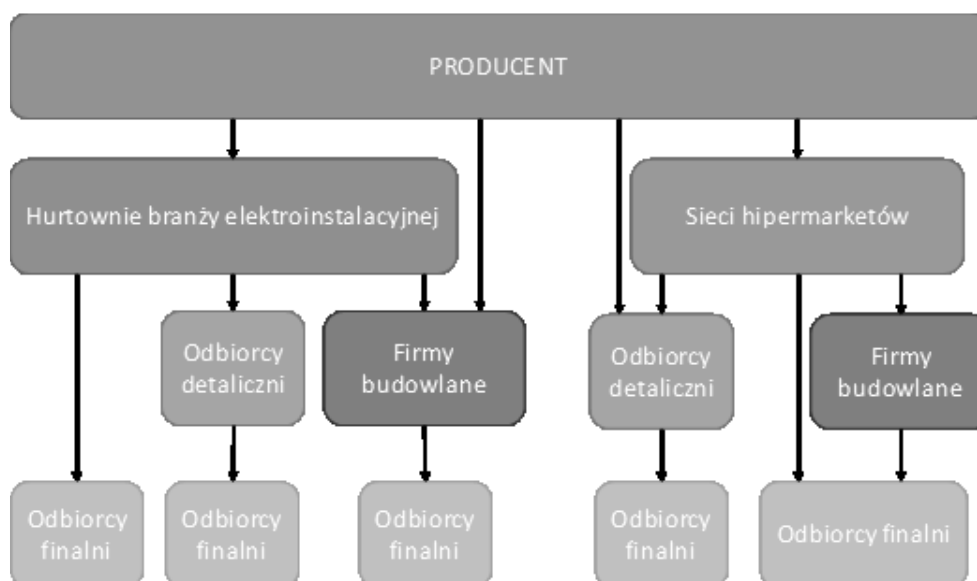 PRODUCENT
Hurtownie branży elektroinstalacyjnej
Sieci hipermarketów
Odbiorcy
detaliczni
Firmy
budowlane
Odbiorcy
detaliczni
Firmy
budowlane
Odbiorcy
finalni
Odbiorcy
finalni
Odbiorcy
finalni
Odbiorcy
finalni
Odbiorcy finalni